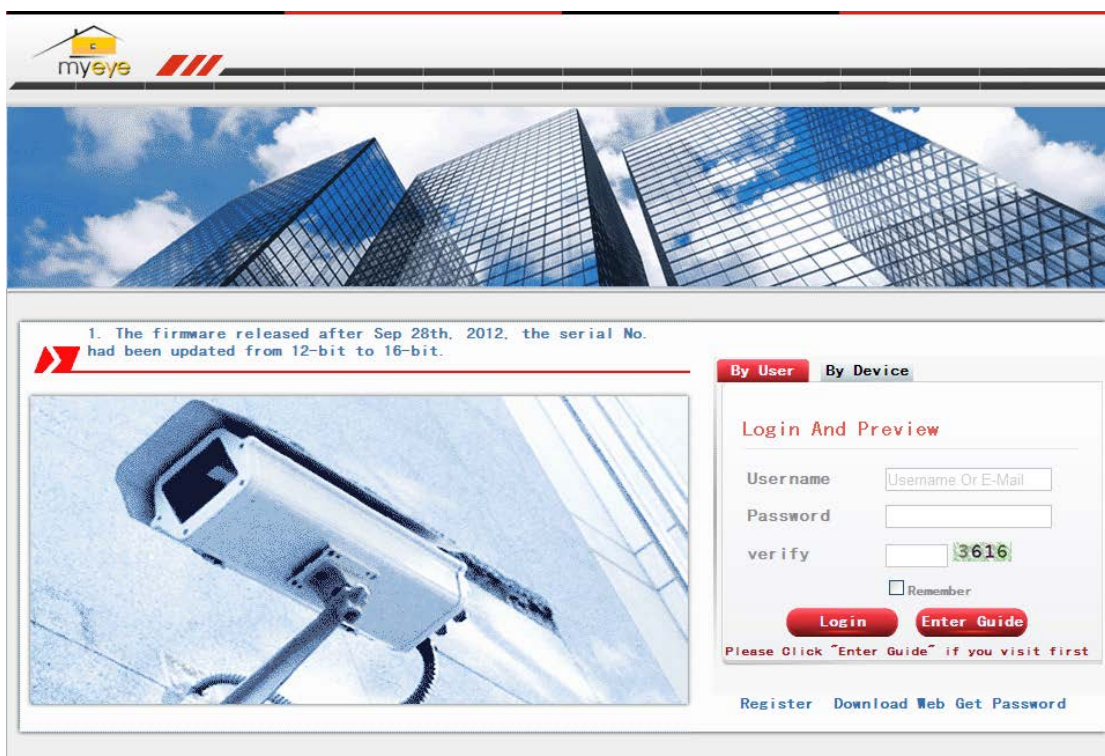 myeye
1. The firmware released after Sep 28th, 2012, the serial No.
had been updated from 12-bit to 16-bit.
By User By Device
Login And Preview
Username Username Or E-Mail
Password
verify 3616
Remember
Login Enter Guide
Please Click "Enter Guide" if you visit first
Register Download Web Get Password